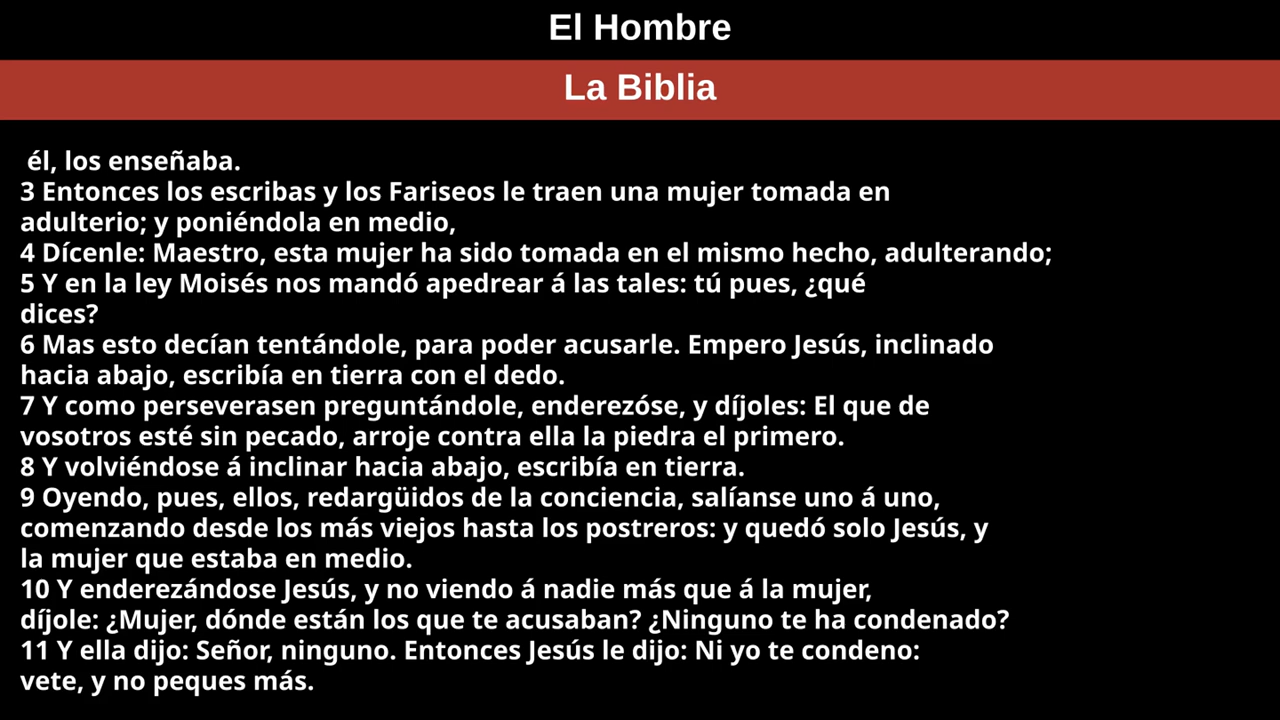 El Hombre
La Biblia
él, los enseñaba.
3 Entonces los escribas y los Fariseos le traen una mujer tomada en
adulterio; y poniéndola en medio,
4 Dícenle: Maestro, esta mujer ha sido tomada en el mismo hecho, adulterando;
5 Y en la ley Moisés nos mandó apedrear á las tales: tú pues, ¿qué
dices?
6 Mas esto decían tentándole, para poder acusarle. Empero Jesús, inclinado
hacia abajo, escribía en tierra con el dedo.
7 Y como perseverasen preguntándole, enderezóse, y díjoles: El que de
vosotros esté sin pecado, arroje contra ella la piedra el primero.
8 Y volviéndose á inclinar hacia abajo, escribía en tierra.
9 Oyendo, pues, ellos, redargüidos de la conciencia, salíanse uno á uno,
comenzando desde los más viejos hasta los postreros: y quedó solo Jesús, y
la mujer que estaba en medio.
10 Y enderezándose Jesús, y no viendo á nadie más que á la mujer,
díjole: ¿Mujer, dónde están los que te acusaban? ¿Ninguno te ha condenado?
11 Y ella dijo: Señor, ninguno. Entonces Jesús le dijo: Ni yo te condeno:
vete, y no peques más.